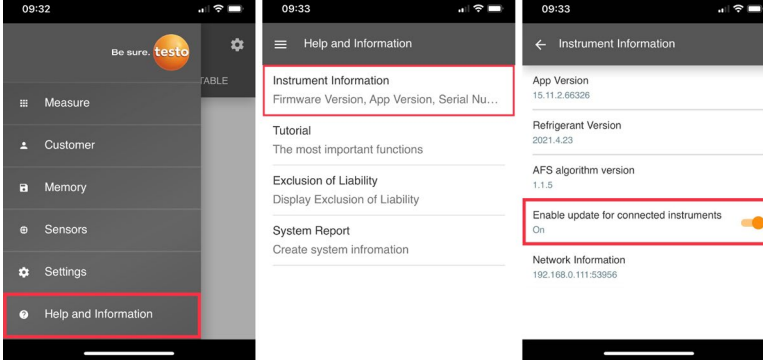 09:32
Be sure. testo
TABLE
Measure
Customer
Memory
Sensors
Settings
Help and Information
09:33
Help and Information
Instrument Information
Firmware Version, App Version, Serial Nu...
Tutorial
The most important functions
Exclusion of Liability
Display Exclusion of Liability
System Report
Create system infromation
09:33
Instrument Information
App Version
15.11.2.66326
Refrigerant Version
2021.4.23
AFS algorithm version
1.1.5
Enable update for connected instruments
On
Network Information
192.168.0.111:53956